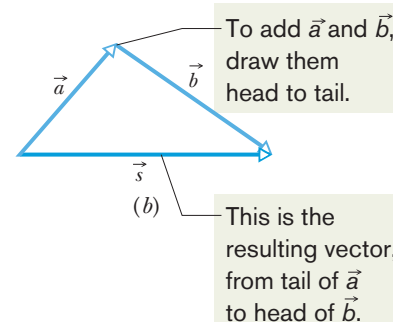 To add a⃗ and b⃗,
draw them
head to tail.
a⃗
b⃗
s⃗
(b)
This is the
resulting vector,
from tail of a⃗
to head of b⃗.